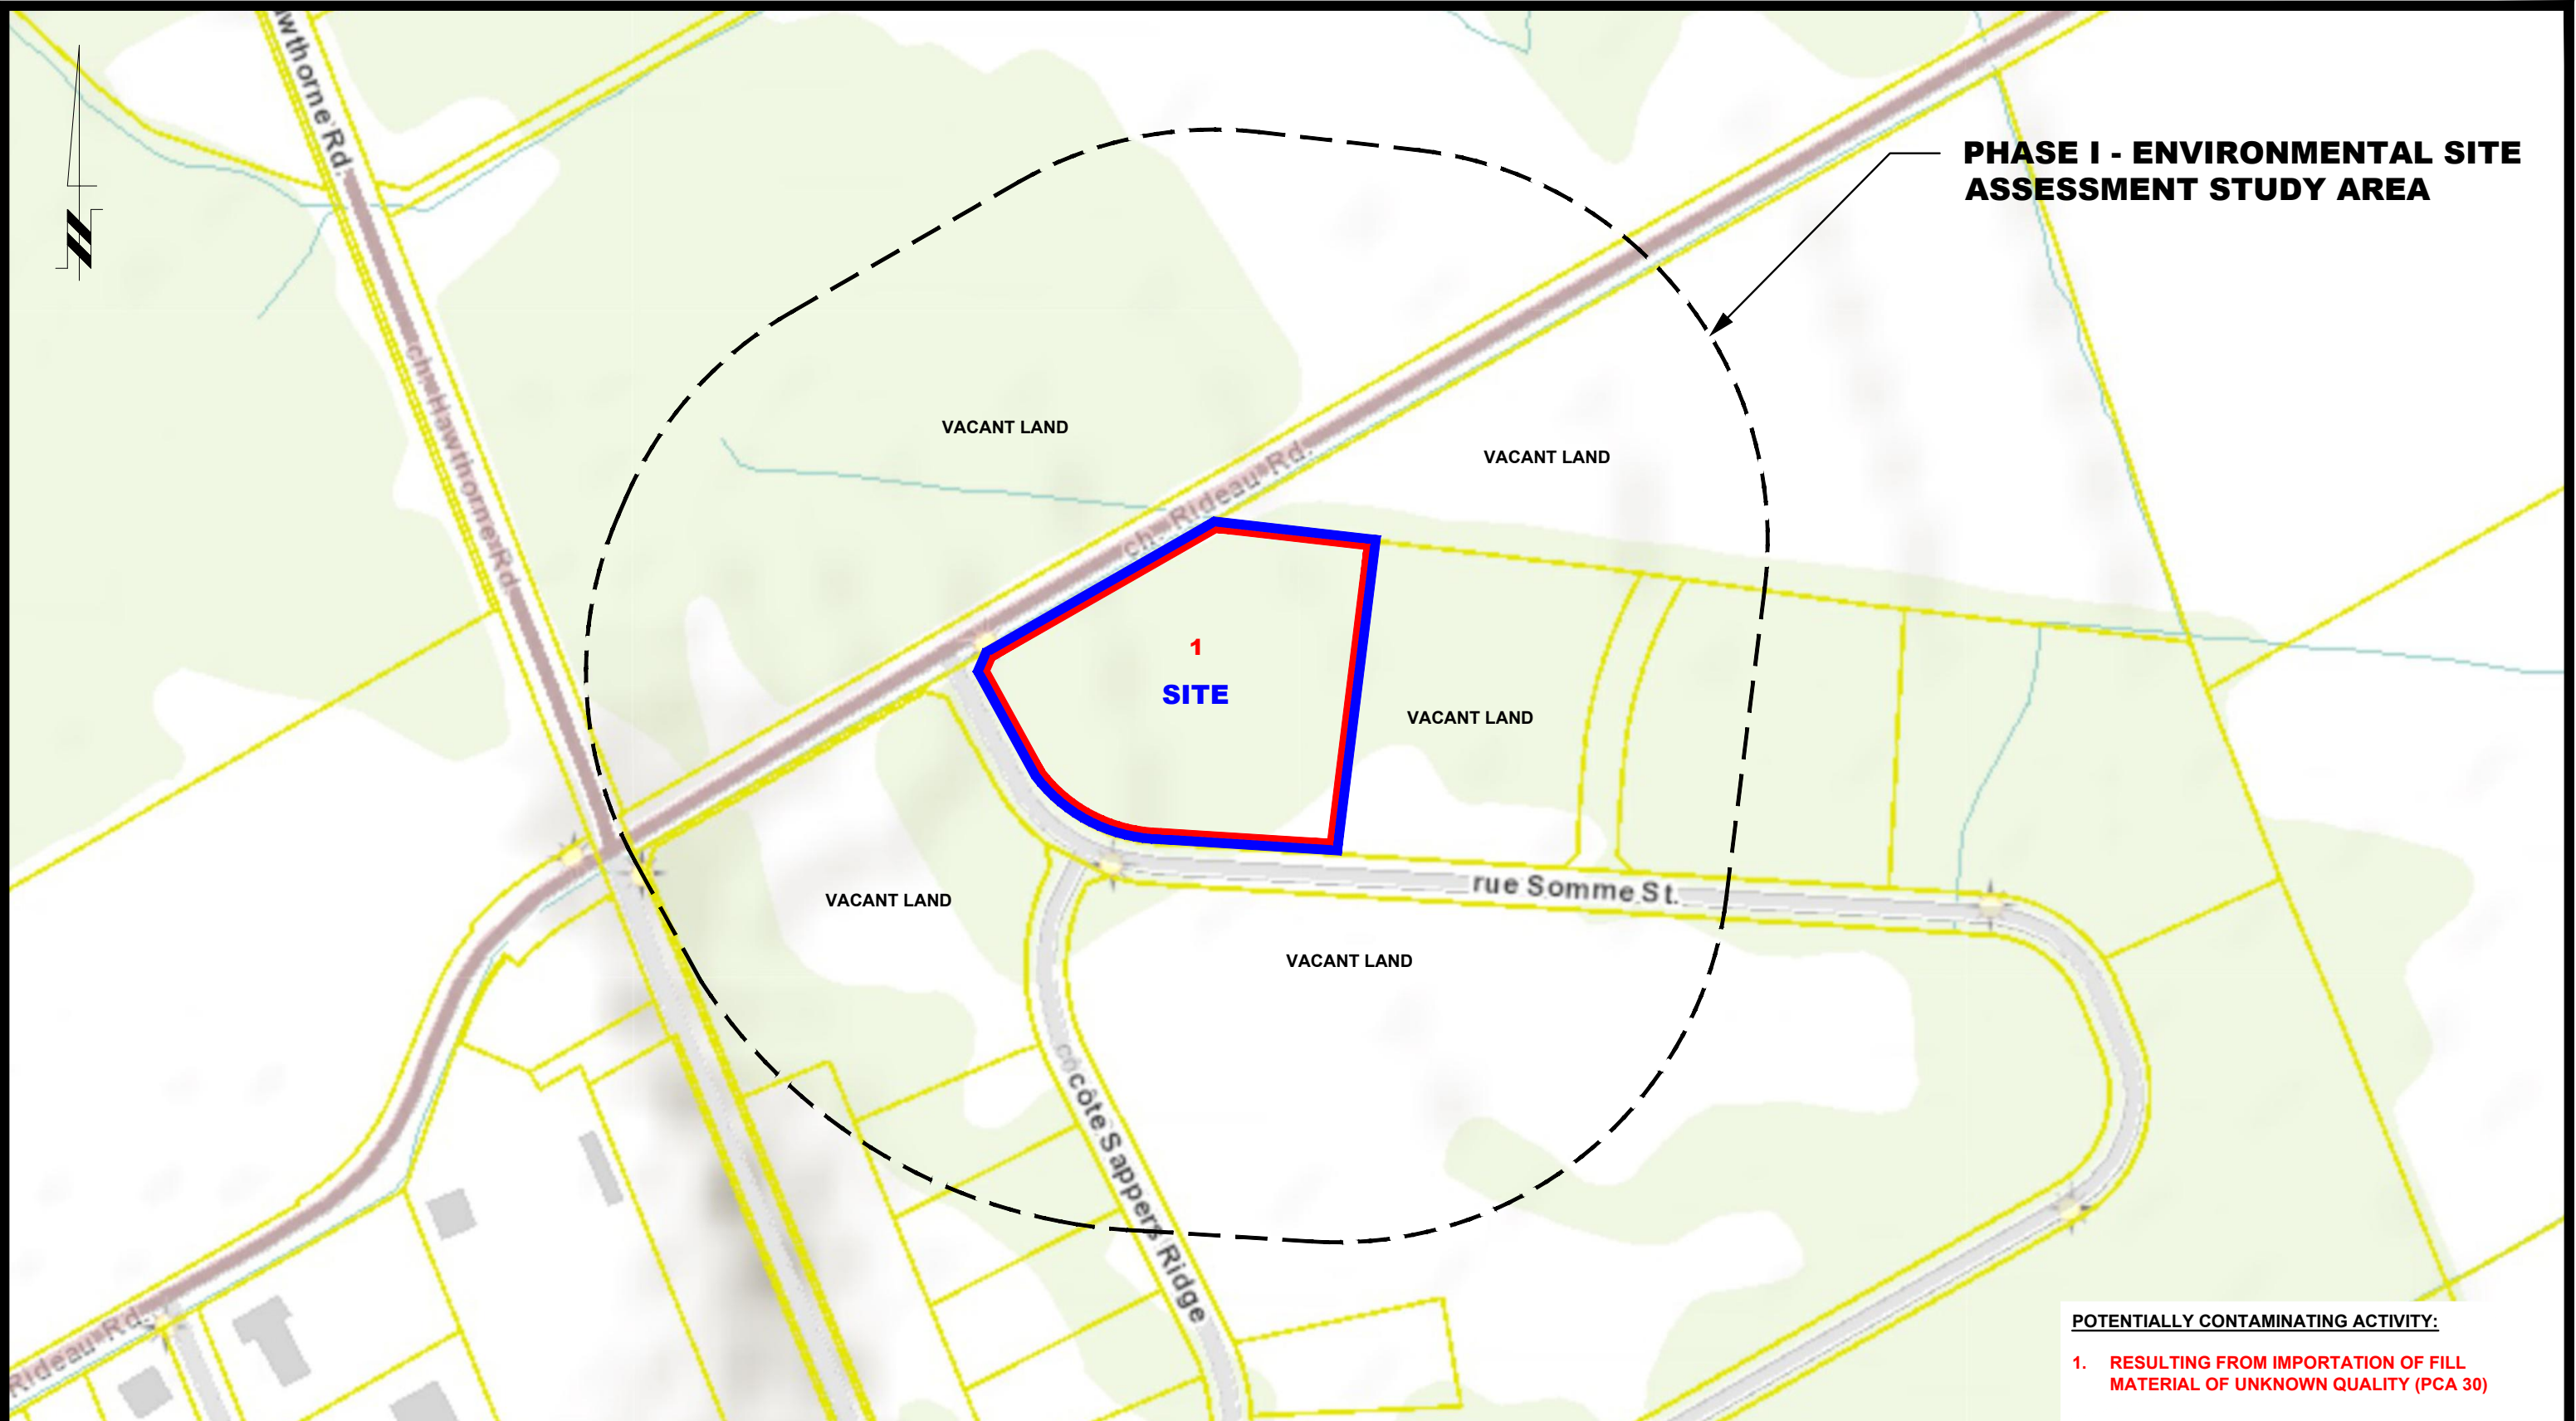 wthorne Rd.
PHASE I - ENVIRONMENTAL SITE
ASSESSMENT STUDY AREA
N
ch. Hawthorne Rd.
VACANT LAND
VACANT LAND
ch. Rideau Rd.
1
SITE
VACANT LAND
rue Somme St.
VACANT LAND
VACANT LAND
côte Sappers Ridge
Rideau Rd.
POTENTIALLY CONTAMINATING ACTIVITY:
1. RESULTING FROM IMPORTATION OF FILL
MATERIAL OF UNKNOWN QUALITY (PCA 30)